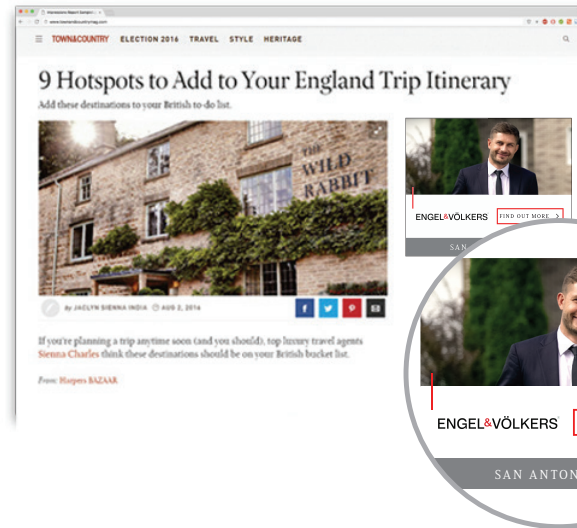 www.townandcountrymag.com
TOWN&COUNTRY ELECTION 2016 TRAVEL STYLE HERITAGE
9 Hotspots to Add to Your England Trip Itinerary
Add these destinations to your British to-do list.
THE
WILD
RABBIT
by JACLYN SIENNA INDIA AUG 2, 2016
If you're planning a trip anytime soon (and you should), top luxury travel agents
Sienna Charles think these destinations should be on your British bucket list.
From: Harpers BAZAAR
ENGEL&VÖLKERS FIND OUT MORE >
SAN
ENGEL&VÖLKERS
SAN ANTON